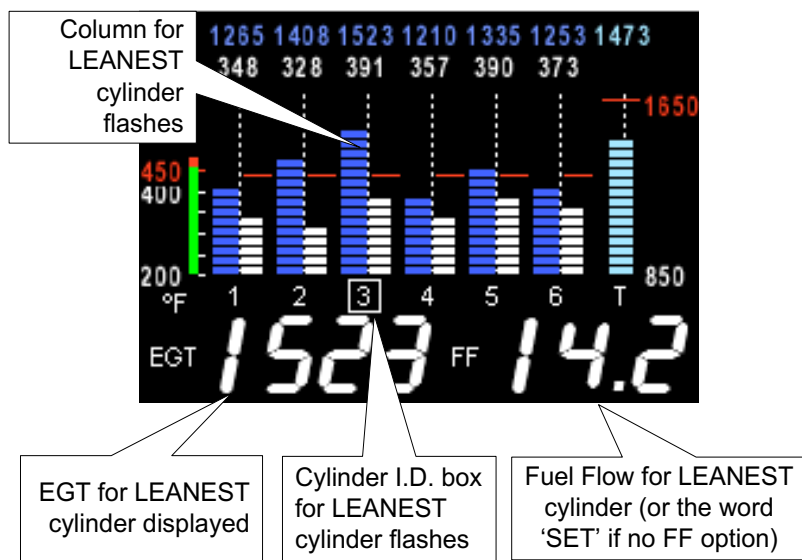 Column for
LEANEST
cylinder
flashes
1265 1408 1523 1210 1335 1253 1473
348 328 391 357 390 373
1650
450
400
200
850
°F
1 2 3 4 5 6 T
EGT 1523 FF 14.2
EGT for LEANEST
cylinder displayed
Cylinder I.D. box
for LEANEST
cylinder flashes
Fuel Flow for LEANEST
cylinder (or the word
‘SET’ if no FF option)